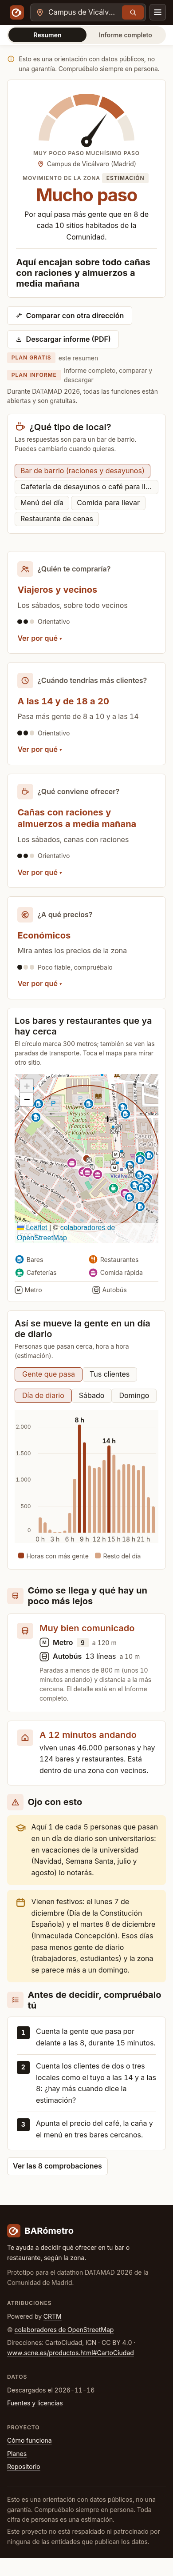 Campus de Vicálv...
Resumen
Informe completo
Esto es una orientación con datos públicos, no
una garantía. Compruébalo siempre en persona.
MUY POCO PASO MUCHÍSIMO PASO
Campus de Vicálvaro (Madrid)
MOVIMIENTO DE LA ZONA ESTIMACIÓN
Mucho paso
Por aquí pasa más gente que en 8 de
cada 10 sitios habitados de la
Comunidad.
Aquí encajan sobre todo cañas
con raciones y almuerzos a
media mañana
Comparar con otra dirección
Descargar informe (PDF)
PLAN GRATIS este resumen
PLAN INFORME Informe completo, comparar y
descargar
Durante DATAMAD 2026, todas las funciones están
abiertas y son gratuitas.
¿Qué tipo de local?
Las respuestas son para un bar de barrio.
Puedes cambiarlo cuando quieras.
Bar de barrio (raciones y desayunos)
Cafetería de desayunos o café para ll...
Menú del día
Comida para llevar
Restaurante de cenas
¿Quién te compraría?
Viajeros y vecinos
Los sábados, sobre todo vecinos
Orientativo
Ver por qué
¿Cuándo tendrías más clientes?
A las 14 y de 18 a 20
Pasa más gente de 8 a 10 y a las 14
Orientativo
Ver por qué
¿Qué conviene ofrecer?
Cañas con raciones y
almuerzos a media mañana
Los sábados, cañas con raciones
Orientativo
Ver por qué
¿A qué precios?
Económicos
Mira antes los precios de la zona
Poco fiable, compruébalo
Ver por qué
Los bares y restaurantes que ya
hay cerca
El círculo marca 300 metros; también se ven las
paradas de transporte. Toca el mapa para mirar
otro sitio.
+
−
Universidad
Rey Juan
Carlos
(Campus
de Vicálvaro)
Leaflet | © colaboradores de
OpenStreetMap
Bares
Restaurantes
Cafeterías
Comida rápida
M Metro
Autobús
Así se mueve la gente en un día
de diario
Personas que pasan cerca, hora a hora
(estimación).
Gente que pasa
Tus clientes
Día de diario
Sábado
Domingo
8 h
14 h
2.000
1.500
1.000
500
0
0 h 3 h 6 h 9 h 12 h 15 h 18 h 21 h
Horas con más gente
Resto del día
Cómo se llega y qué hay un
poco más lejos
Muy bien comunicado
M Metro 9 a 120 m
Autobús 13 líneas a 10 m
Paradas a menos de 800 m (unos 10
minutos andando) y distancia a la más
cercana. El detalle está en el Informe
completo.
A 12 minutos andando
viven unas 46.000 personas y hay
124 bares y restaurantes. Está
dentro de una zona con vecinos.
Ojo con esto
Aquí 1 de cada 5 personas que pasan
en un día de diario son universitarios:
en vacaciones de la universidad
(Navidad, Semana Santa, julio y
agosto) lo notarás.
Vienen festivos: el lunes 7 de
diciembre (Día de la Constitución
Española) y el martes 8 de diciembre
(Inmaculada Concepción). Esos días
pasa menos gente de diario
(trabajadores, estudiantes) y la zona
se parece más a un domingo.
Antes de decidir, compruébalo
tú
1 Cuenta la gente que pasa por
delante a las 8, durante 15 minutos.
2 Cuenta los clientes de dos o tres
locales como el tuyo a las 14 y a las
8: ¿hay más cuando dice la
estimación?
3 Apunta el precio del café, la caña y
el menú en tres bares cercanos.
Ver las 8 comprobaciones
BARómetro
Te ayuda a decidir qué ofrecer en tu bar o
restaurante, según la zona.
Prototipo para el datathon DATAMAD 2026 de la
Comunidad de Madrid.
ATRIBUCIONES
Powered by CRTM
© colaboradores de OpenStreetMap
Direcciones: CartoCiudad, IGN · CC BY 4.0 ·
www.scne.es/productos.html#CartoCiudad
DATOS
Descargados el 2026-11-16
Fuentes y licencias
PROYECTO
Cómo funciona
Planes
Repositorio
Esto es una orientación con datos públicos, no una
garantía. Compruébalo siempre en persona. Toda
cifra de personas es una estimación.
Este proyecto no está respaldado ni patrocinado por
ninguna de las entidades que publican los datos.